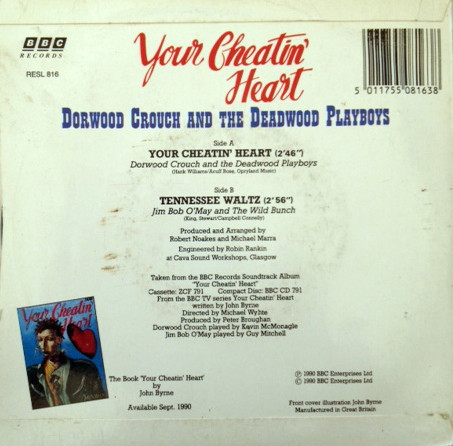 BBC
RECORDS
RESL 816
Your Cheatin'
Heart
5 011755 081638
DORWOOD CROUCH AND THE DEADWOOD PLAYBOYS
Side A
YOUR CHEATIN' HEART (2'46")
Dorwood Crouch and the Deadwood Playboys
(Hank Williams/Acuff Rose, Opryland Music)
Side B
TENNESSEE WALTZ (2'56")
Jim Bob O'May and The Wild Bunch
(King, Stewart/Campbell Connelly)
Produced and Arranged by
Robert Noakes and Michael Marra
Engineered by Robin Rankin
at Cava Sound Workshops, Glasgow
Taken from the BBC Records Soundtrack Album
"Your Cheatin' Heart"
Cassette: ZCF 791 Compact Disc: BBC CD 791
From the BBC TV series Your Cheatin' Heart
written by John Byrne
Directed by Michael Whyte
Produced by Peter Broughan
Dorwood Crouch played by Kevin McMonagle
Jim Bob O'May played by Guy Mitchell
Your Cheatin'
Heart
The Book 'Your Cheatin' Heart'
by
John Byrne
Available Sept. 1990
Ⓟ 1990 BBC Enterprises Ltd
© 1990 BBC Enterprises Ltd
Front cover illustration John Byrne
Manufactured in Great Britain